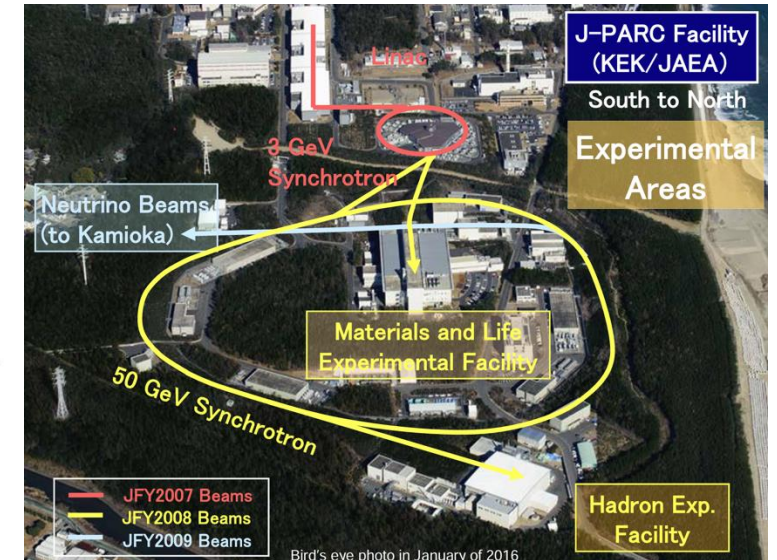 J-PARC Facility
(KEK/JAEA)
South to North
Experimental
Areas
Linac
3 GeV
Synchrotron
Neutrino Beams
(to Kamioka)
Materials and Life
Experimental Facility
50 GeV Synchrotron
Hadron Exp.
Facility
JFY2007 Beams
JFY2008 Beams
JFY2009 Beams
Bird's eye photo in January of 2016